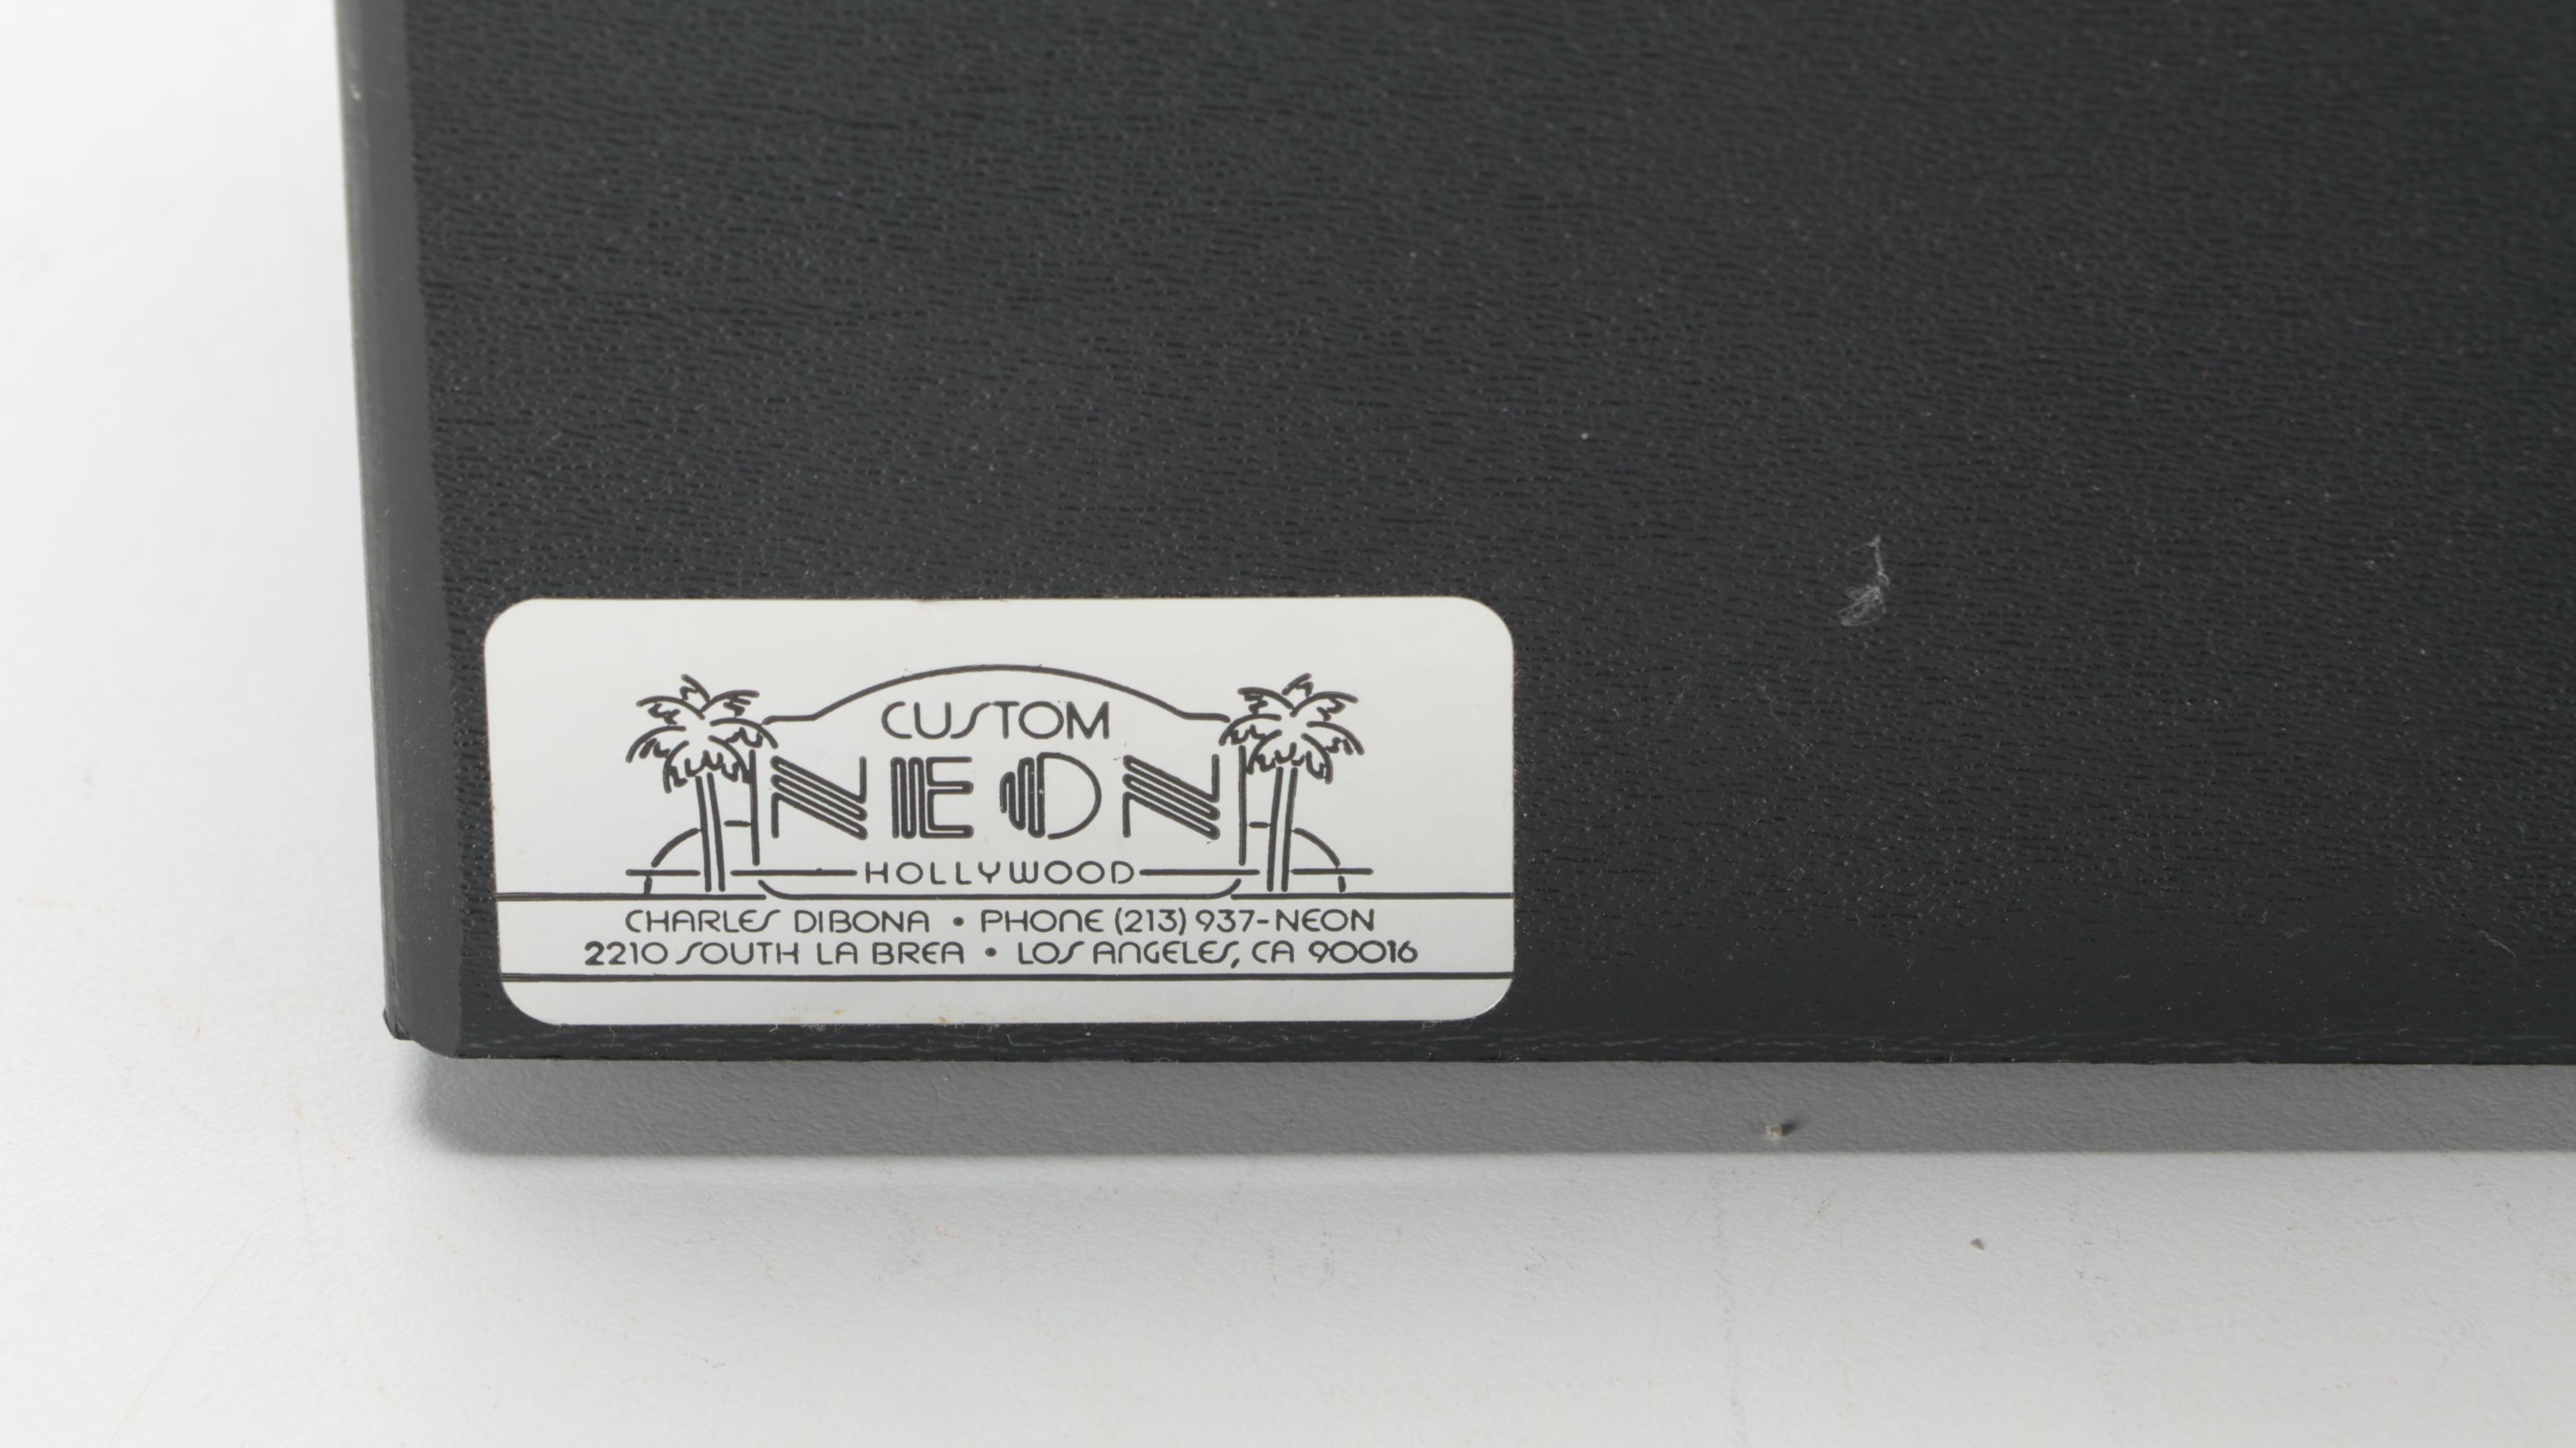 CUSTOM
NEON
HOLLYWOOD
CHARLES DIBONA • PHONE (213) 937-NEON
2210 SOUTH LA BREA • LOS ANGELES, CA 90016